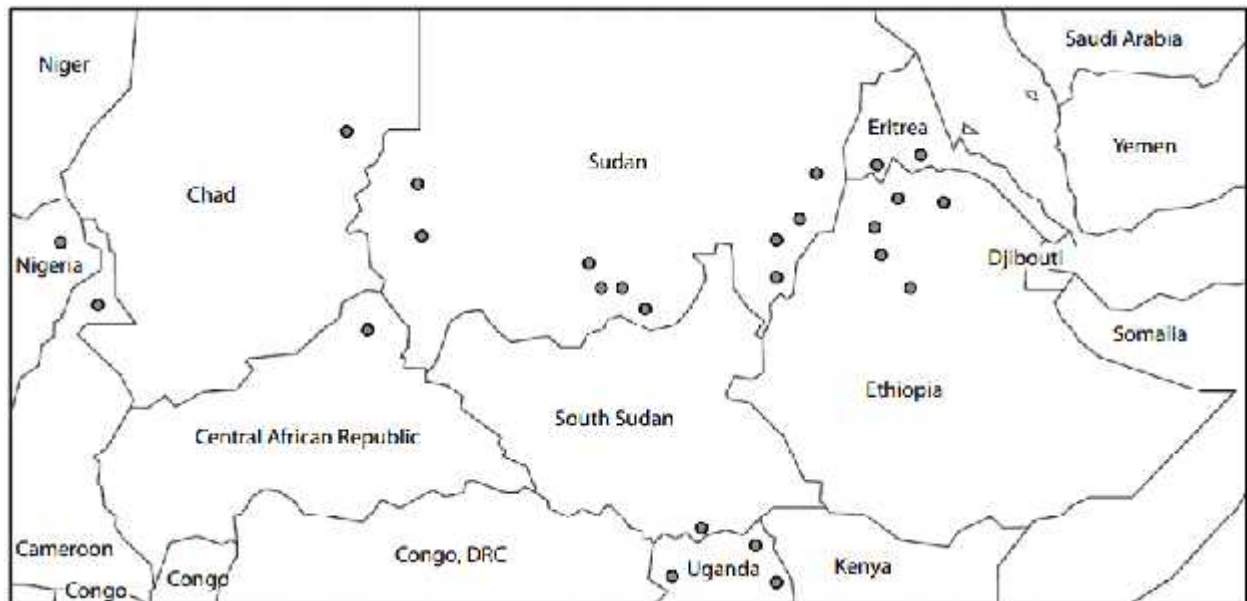 Saudi Arabia
Niger
Eritrea
Yemen
Sudan
Chad
Nigeria
Djibouti
Somalia
Ethiopia
South Sudan
Central African Republic
Cameroon
Congo, DRC
Congo
Uganda
Kenya
Congo